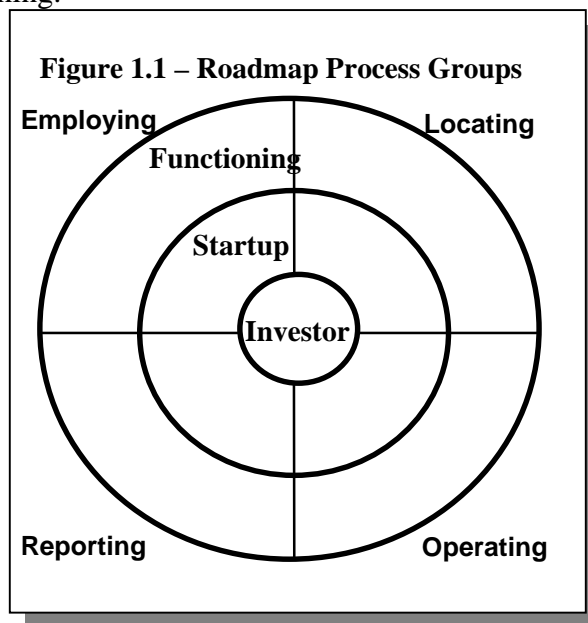 Figure 1.1 – Roadmap Process Groups
Employing
Locating
Functioning
Startup
Investor
Reporting
Operating